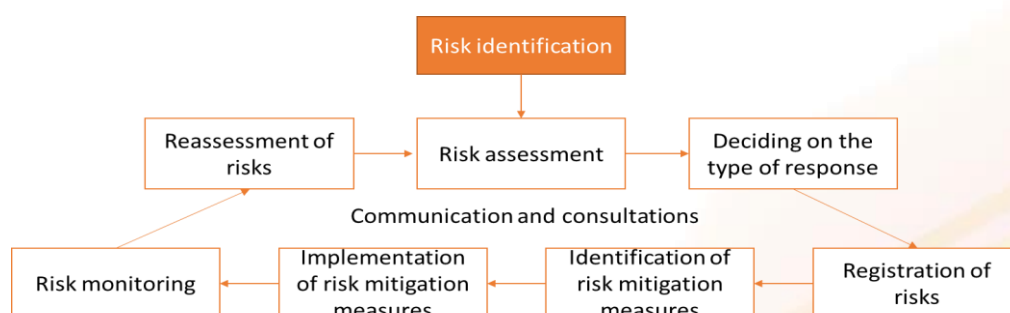 Risk identification
Reassessment of
risks
Risk assessment
Deciding on the
type of response
Communication and consultations
Risk monitoring
Implementation
of risk mitigation
measures
Identification of
risk mitigation
measures
Registration of
risks